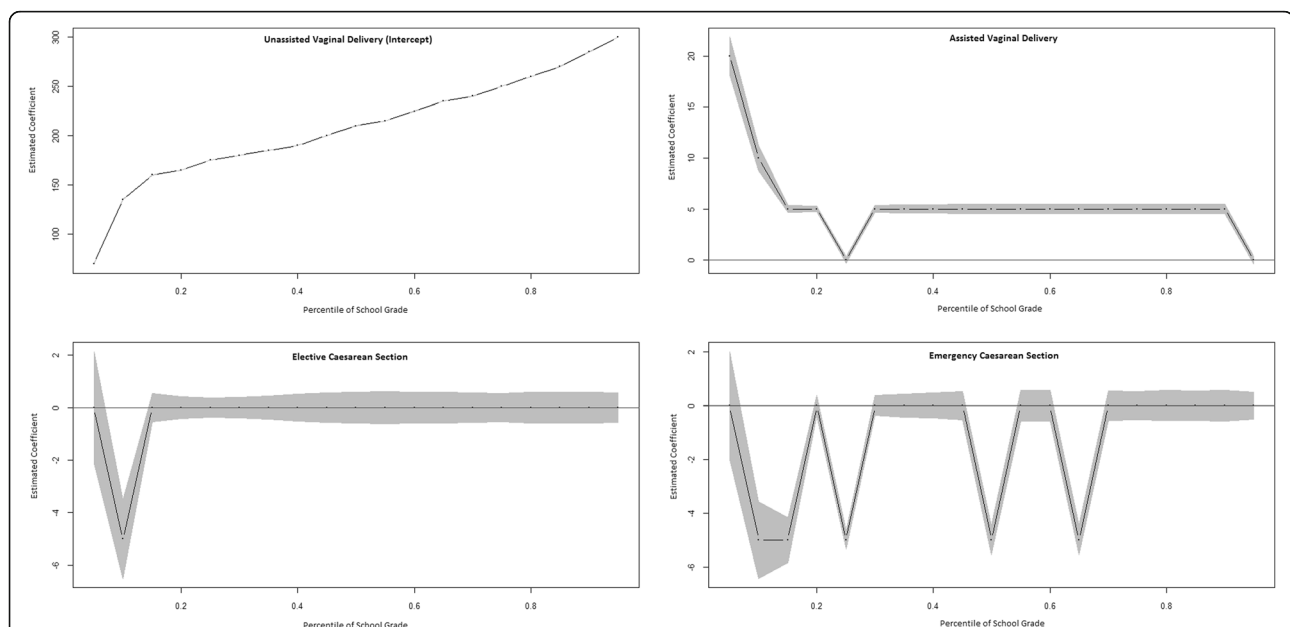 Unassisted Vaginal Delivery (Intercept)
Estimated Coefficient
300
250
200
150
100
0.2 0.4 0.6 0.8
Percentile of School Grade
Assisted Vaginal Delivery
Estimated Coefficient
20
15
10
5
0
0.2 0.4 0.6 0.8
Percentile of School Grade
Elective Caesarean Section
Estimated Coefficient
2
0
-2
-4
-6
0.2 0.4 0.6 0.8
Percentile of School Grade
Emergency Caesarean Section
Estimated Coefficient
2
0
-2
-4
-6
0.2 0.4 0.6 0.8
Percentile of School Grade